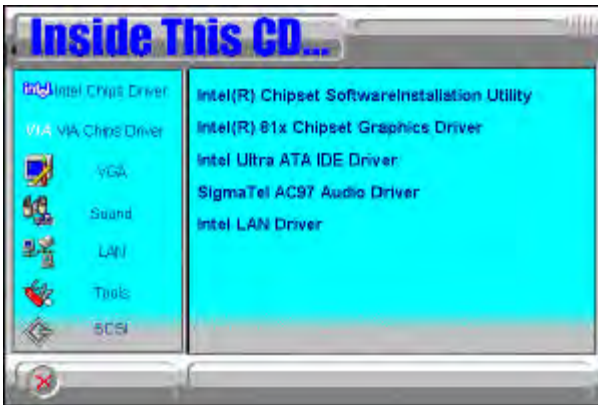 Inside This CD...
intel Intel Chips Driver
VIA VIA Chips Driver
VGA
Sound
LAN
Tools
SCSI
Intel(R) Chipset SoftwareInstallation Utility
Intel(R) 81x Chipset Graphics Driver
Intel Ultra ATA IDE Driver
SigmaTel AC97 Audio Driver
Intel LAN Driver